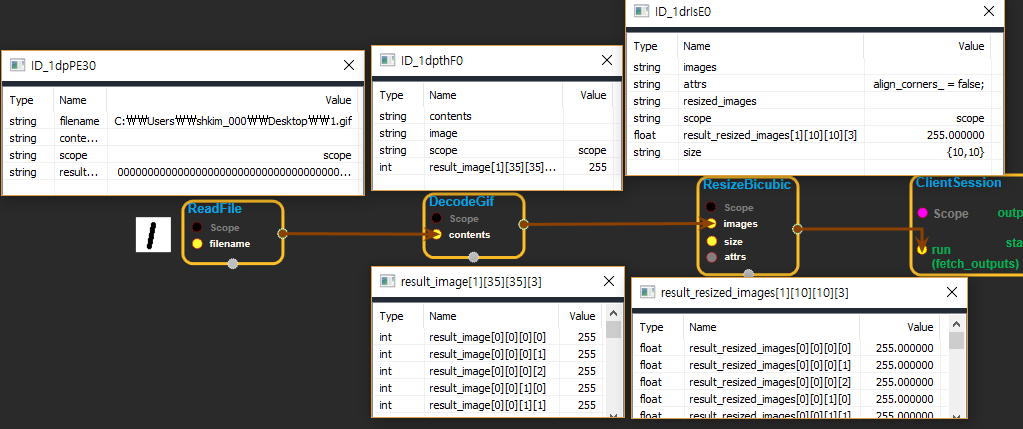 ID_1drlsE0
Type Name Value
string images
string attrs align_corners_ = false;
string resized_images
string scope scope
float result_resized_images[1][10][10][3] 255.000000
string size {10,10}
ID_1dpPE30
Type Name Value
string filename C:₩₩Users₩₩shkim_000₩₩Desktop₩₩1.gif
string conte...
string scope scope
string result... 
ID_1dpthF0
Type Name Value
string contents
string image
string scope scope
int result_image[1][35][35]... 255
ReadFile
Scope
filename
DecodeGif
Scope
contents
ResizeBicubic
Scope
images
size
attrs
ClientSession
Scope outp
sta
run
(fetch_outputs)
result_image[1][35][35][3]
Type Name Value
int result_image[0][0][0][0] 255
int result_image[0][0][0][1] 255
int result_image[0][0][0][2] 255
int result_image[0][0][1][0] 255
int result_image[0][0][1][1] 255
result_resized_images[1][10][10][3]
Type Name Value
float result_resized_images[0][0][0][0] 255.000000
float result_resized_images[0][0][0][1] 255.000000
float result_resized_images[0][0][0][2] 255.000000
float result_resized_images[0][0][1][0] 255.000000
float result_resized_images[0][0][1][1] 255.000000